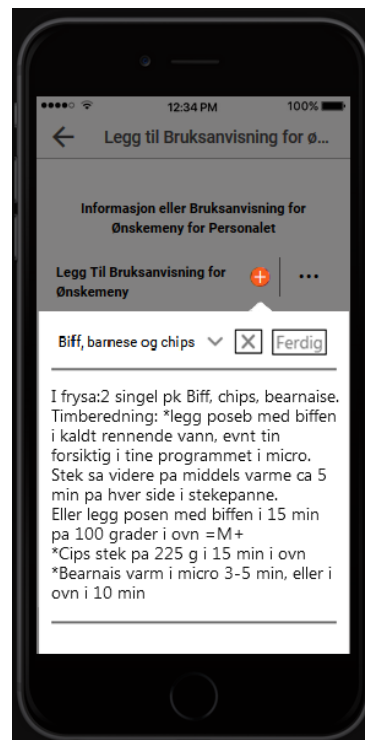 12:34 PM
100%
Legg til Bruksanvisning for ø...
Informasjon eller Bruksanvisning for
Ønskemeny for Personalet
Legg Til Bruksanvisning for
Ønskemeny
Biff, barnese og chips
Ferdig
I frysa:2 singel pk Biff, chips, bearnaise.
Timberedning: *legg poseb med biffen
i kaldt rennende vann, evnt tin
forsiktig i tine programmet i micro.
Stek sa videre pa middels varme ca 5
min pa hver side i stekepanne.
Eller legg posen med biffen i 15 min
pa 100 grader i ovn =M+
*Cips stek pa 225 g i 15 min i ovn
*Bearnais varm i micro 3-5 min, eller i
ovn i 10 min